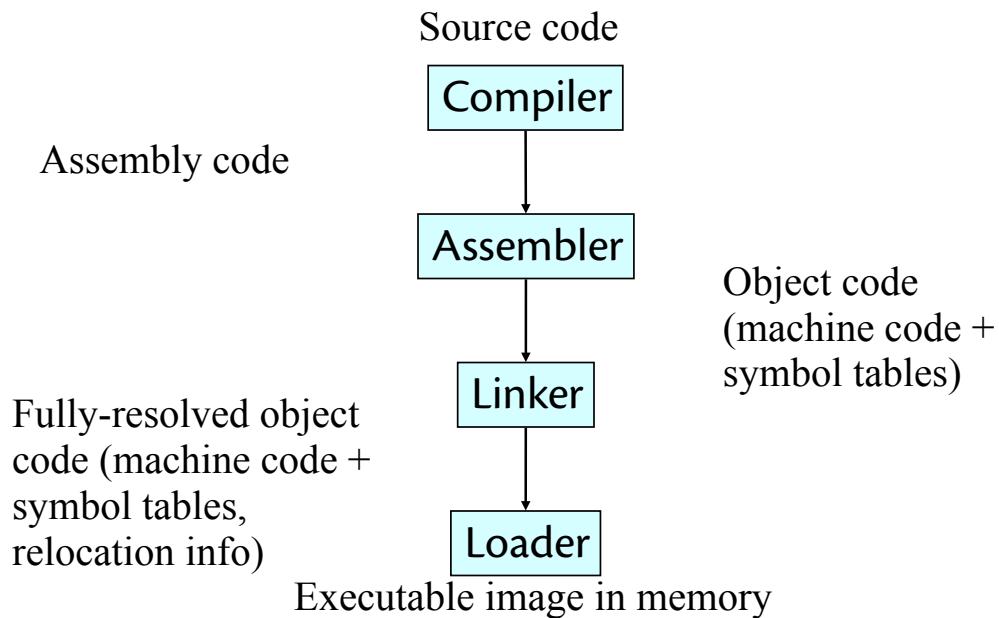 Source code
Compiler
Assembly code
Assembler
Object code
(machine code +
symbol tables)
Linker
Fully-resolved object
code (machine code +
symbol tables,
relocation info)
Loader
Executable image in memory